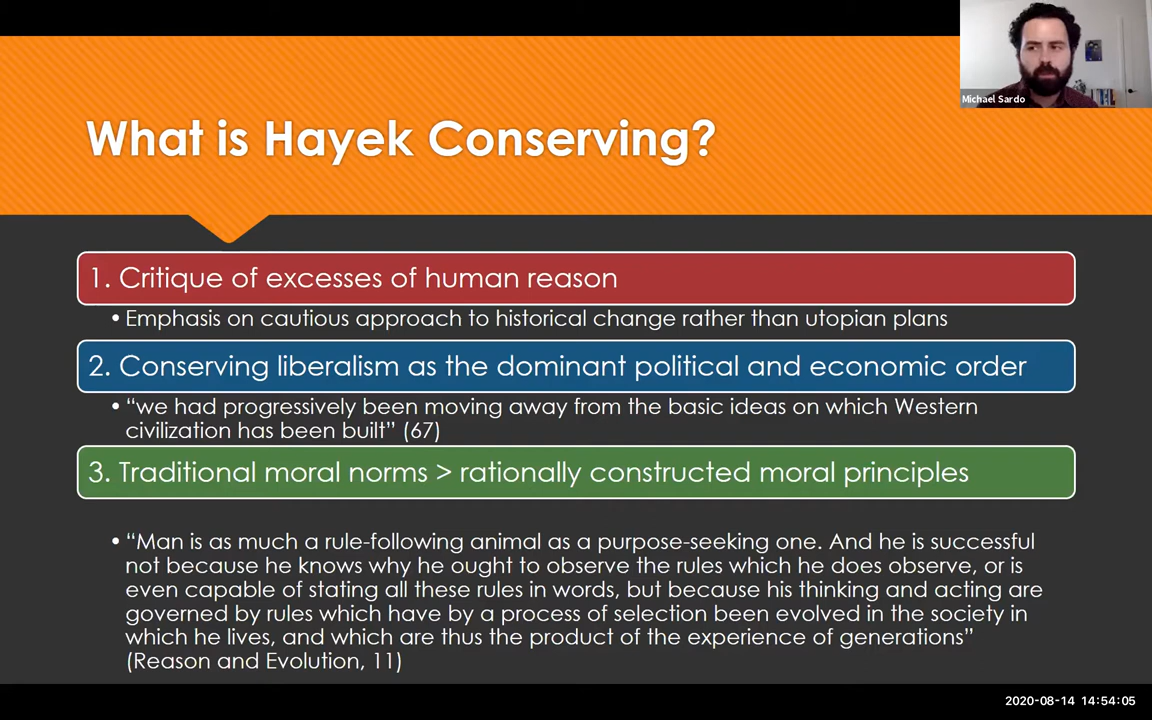 Michael Sardo
What is Hayek Conserving?
1. Critique of excesses of human reason
• Emphasis on cautious approach to historical change rather than utopian plans
2. Conserving liberalism as the dominant political and economic order
• “we had progressively been moving away from the basic ideas on which Western
civilization has been built” (67)
3. Traditional moral norms > rationally constructed moral principles
• “Man is as much a rule-following animal as a purpose-seeking one. And he is successful
not because he knows why he ought to observe the rules which he does observe, or is
even capable of stating all these rules in words, but because his thinking and acting are
governed by rules which have by a process of selection been evolved in the society in
which he lives, and which are thus the product of the experience of generations”
(Reason and Evolution, 11)
2020-08-14 14:54:05